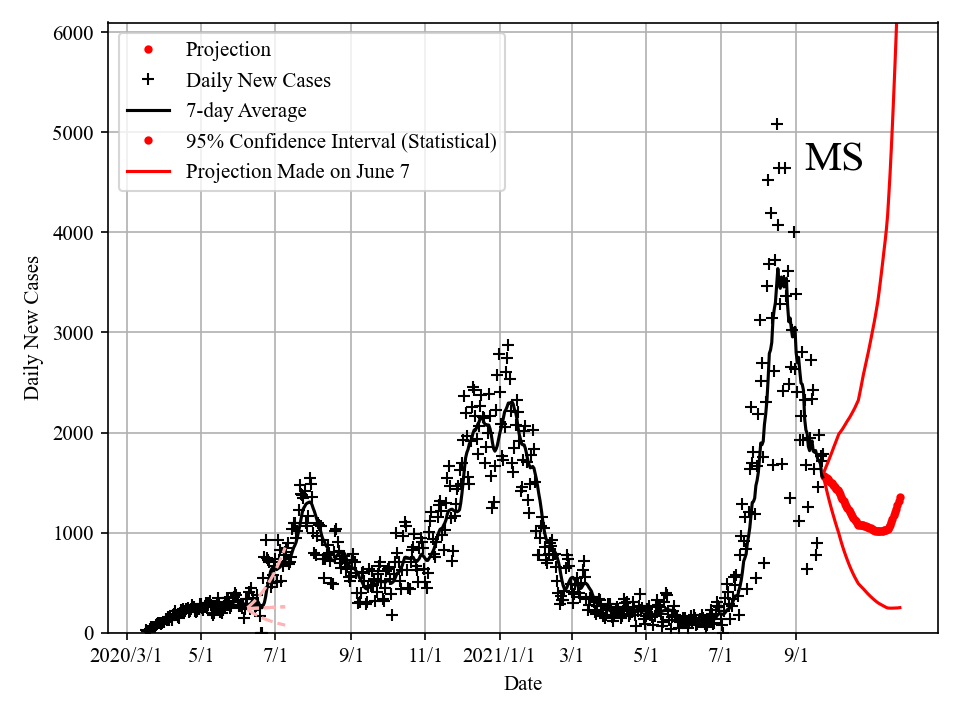 6000
5000
4000
3000
2000
1000
0
Daily New Cases
Projection
Daily New Cases
7-day Average
95% Confidence Interval (Statistical)
Projection Made on June 7
MS
2020/3/1 5/1 7/1 9/1 11/1 2021/1/1 3/1 5/1 7/1 9/1
Date